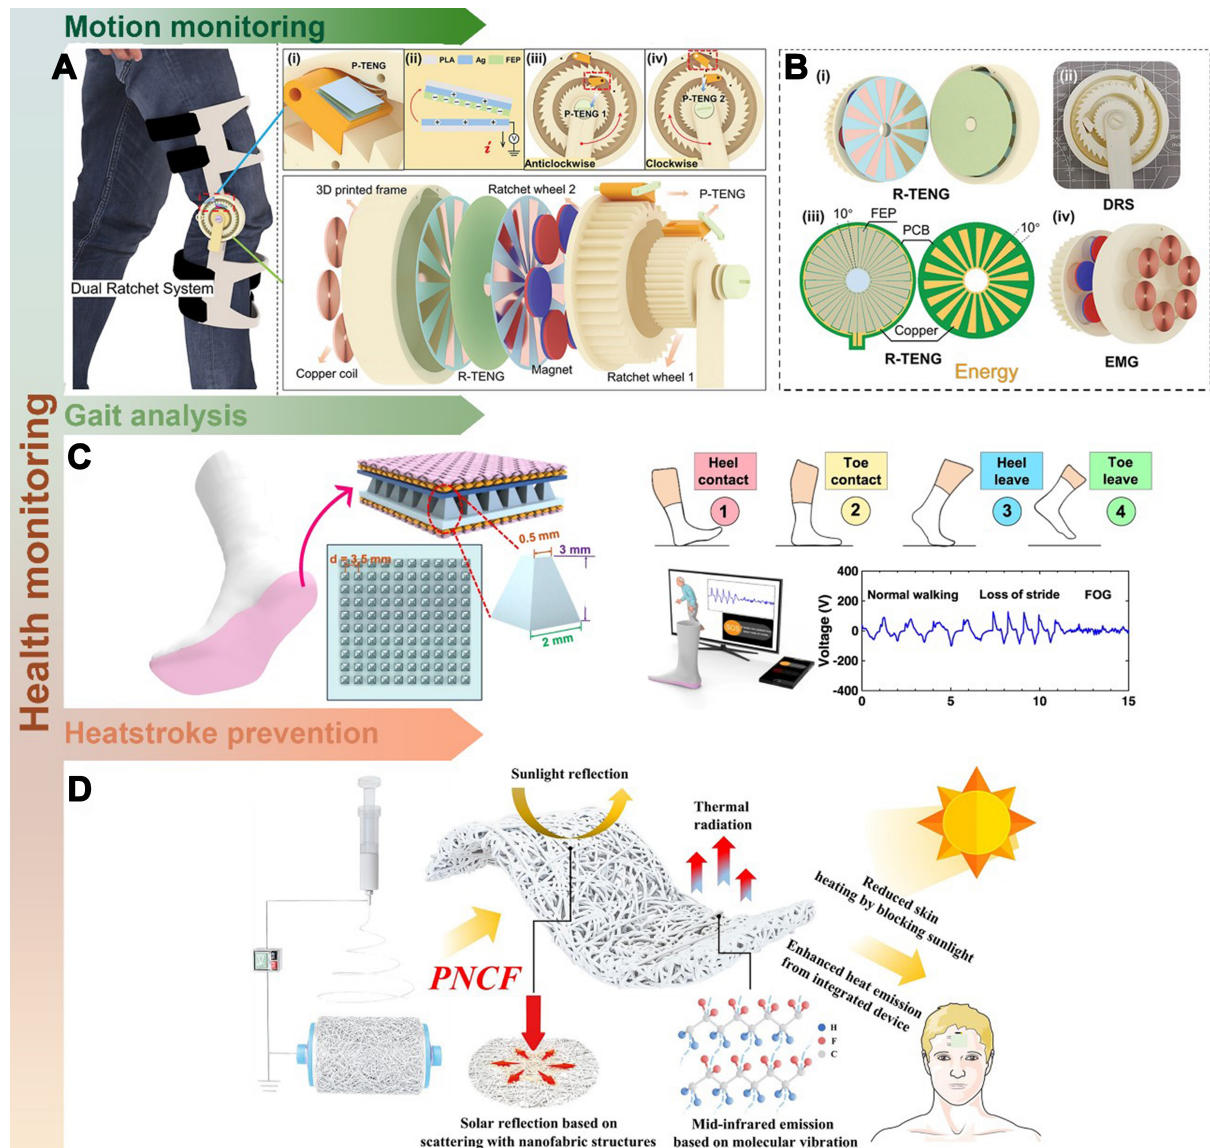 Health monitoring
Motion monitoring
A
Dual Ratchet System
(i)
P-TENG
(ii)
PLA Ag FEP
i
V
(iii)
P-TENG 1
Anticlockwise
(iv)
P-TENG 2
Clockwise
3D printed frame
Ratchet wheel 2
P-TENG
Copper coil
R-TENG
Magnet
Ratchet wheel 1
B
(i)
R-TENG
(ii)
DRS
(iii)
10°
FEP
PCB
10°
Copper
R-TENG
Energy
(iv)
EMG
Gait analysis
C
d = 3.5 mm
0.5 mm
3 mm
2 mm
Heel
contact
1
Toe
contact
2
Heel
leave
3
Toe
leave
4
SOS
Voltage (V)
400
200
0
-200
-400
Normal walking Loss of stride FOG
0 5 10 15
Heatstroke prevention
D
Sunlight reflection
Thermal
radiation
PNCF
Reduced skin
heating by blocking sunlight
Enhanced heat emission
from integrated device
H
F
C
Solar reflection based on
scattering with nanofabric structures
Mid-infrared emission
based on molecular vibration